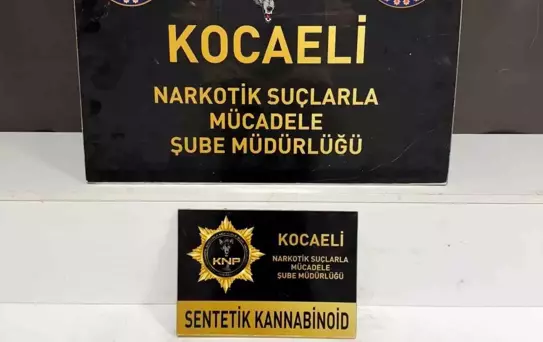 KOCAELİ
NARKOTİK SUÇLARLA
MÜCADELE
ŞUBE MÜDÜRLÜĞÜ
KNP
KOCAELİ
NARKOTİK SUÇLARLA
MÜCADELE
ŞUBE MÜDÜRLÜĞÜ
SENTETİK KANNABİNOİD